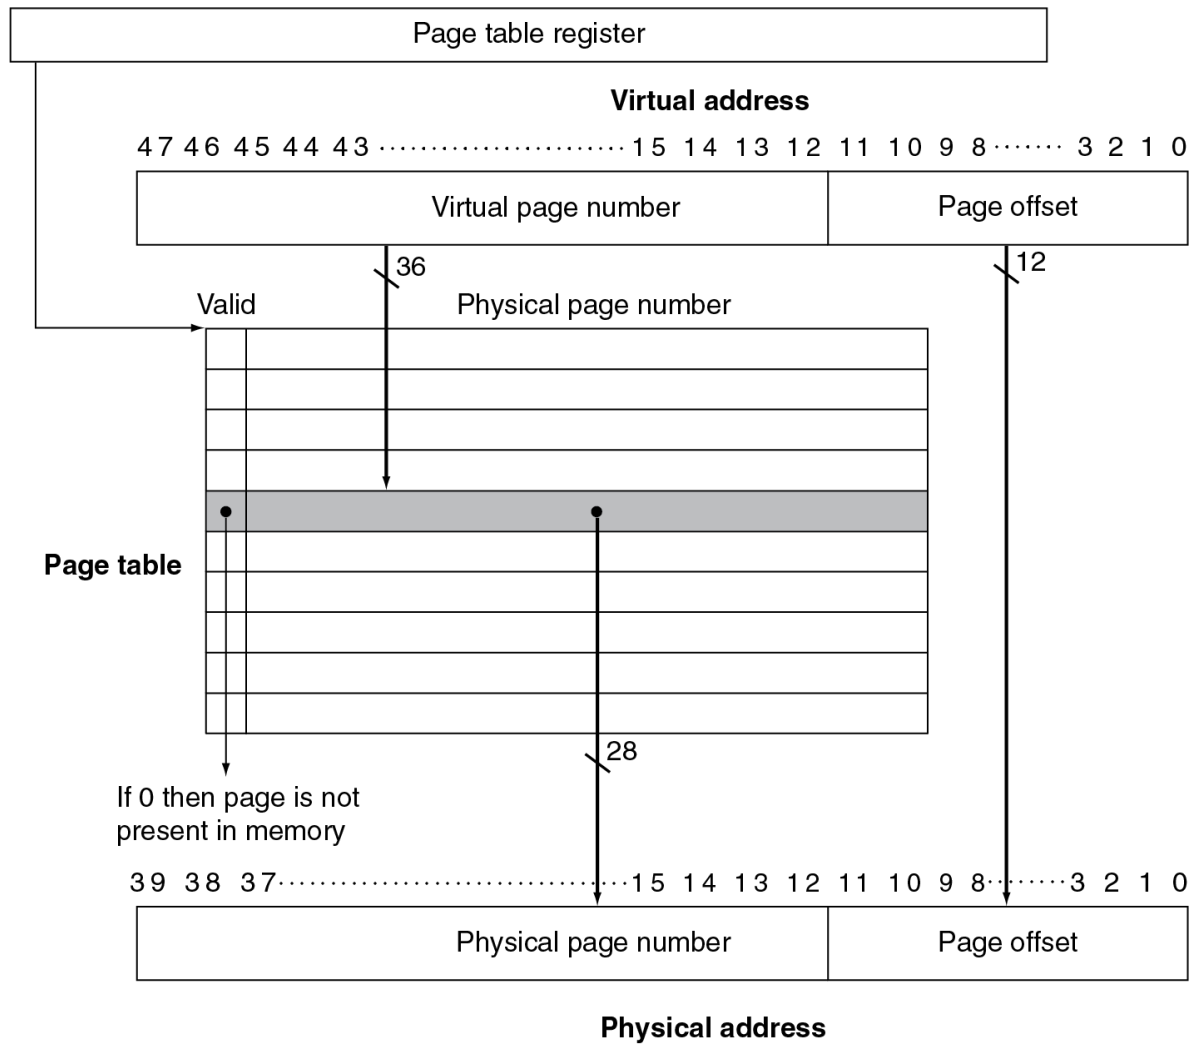 Page table register
Virtual address
47 46 45 44 43 ........................ 15 14 13 12 11 10 9 8 ....... 3 2 1 0
Virtual page number Page offset
36 12
Valid Physical page number
Page table
28
If 0 then page is not
present in memory
39 38 37 .................................. 15 14 13 12 11 10 9 8 ........ 3 2 1 0
Physical page number Page offset
Physical address